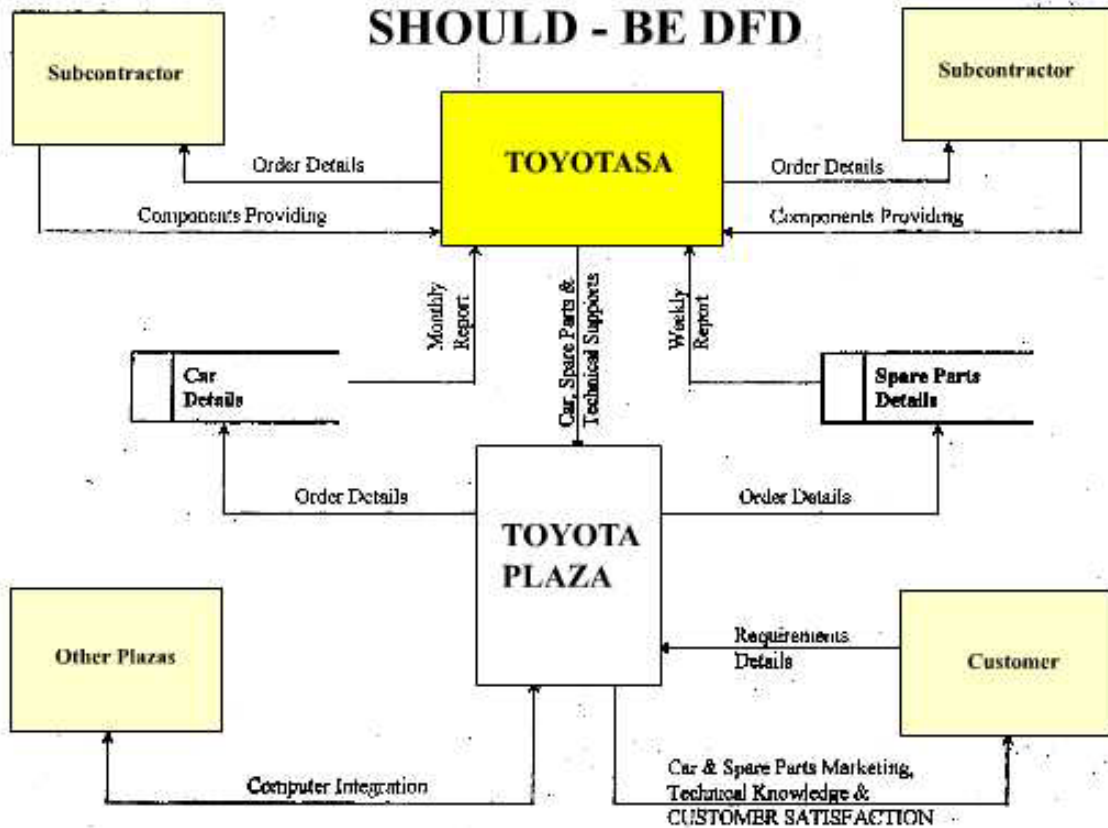 SHOULD - BE DFD
Subcontractor
Subcontractor
TOYOTASA
Order Details
Order Details
Components Providing
Components Providing
Monthly
Report
Car, Spare Parts &
Technical Supports
Weekly
Report
Car
Details
Spare Parts
Details
Order Details
Order Details
TOYOTA
PLAZA
Other Plazas
Requirements
Details
Customer
Computer Integration
Car & Spare Parts Marketing,
Technical Knowledge &
CUSTOMER SATISFACTION